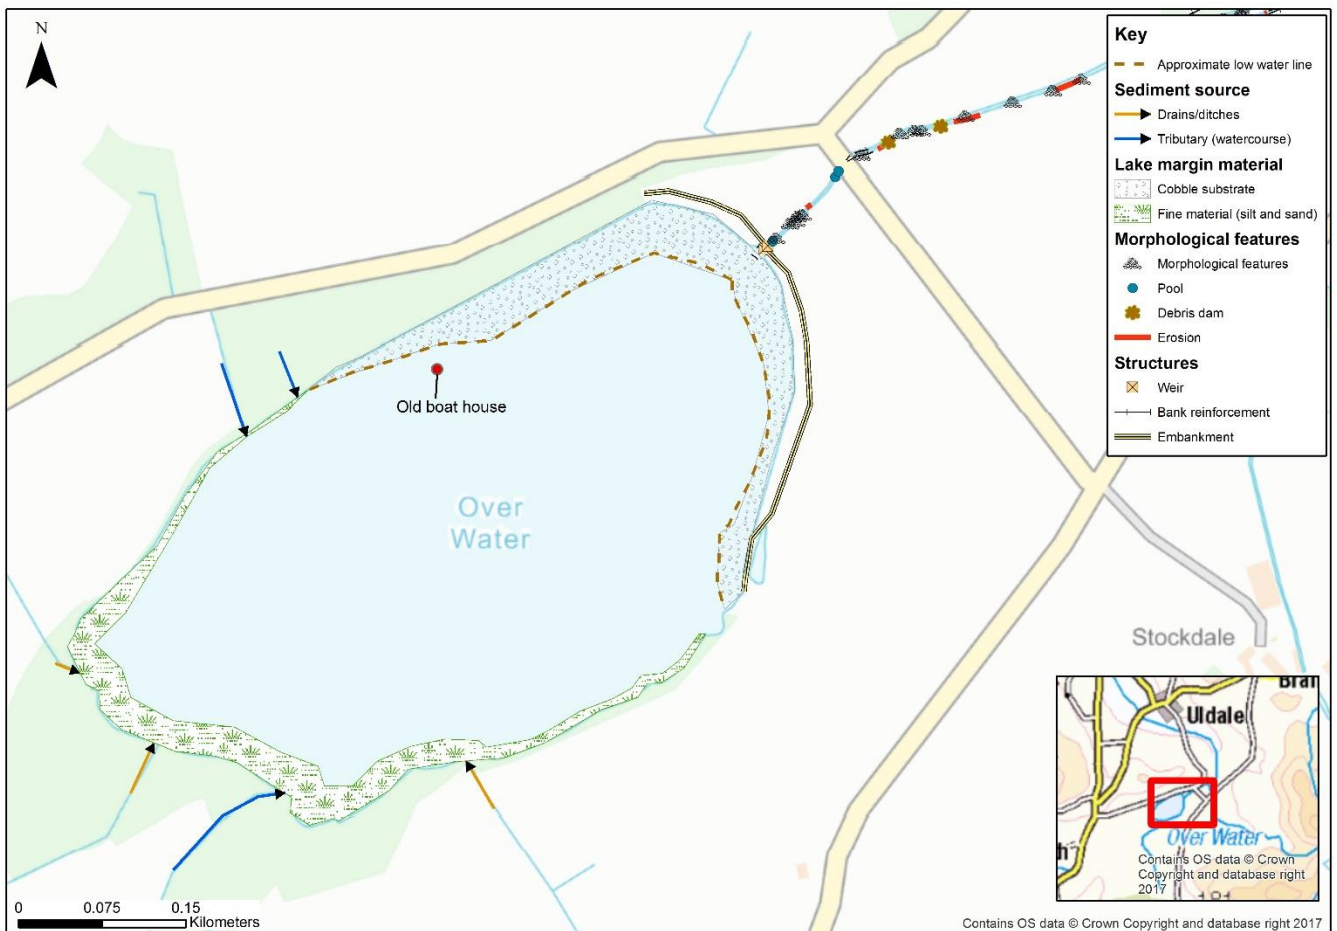 N
Key
Approximate low water line
Sediment source
Drains/ditches
Tributary (watercourse)
Lake margin material
Cobble substrate
Fine material (silt and sand)
Morphological features
Morphological features
Pool
Debris dam
Erosion
Structures
Weir
Bank reinforcement
Embankment
Old boat house
Over
Water
Stockdale
Uldale
Over Water
Contains OS data © Crown
Copyright and database right
2017
0 0.075 0.15
Kilometers
Contains OS data © Crown Copyright and database right 2017